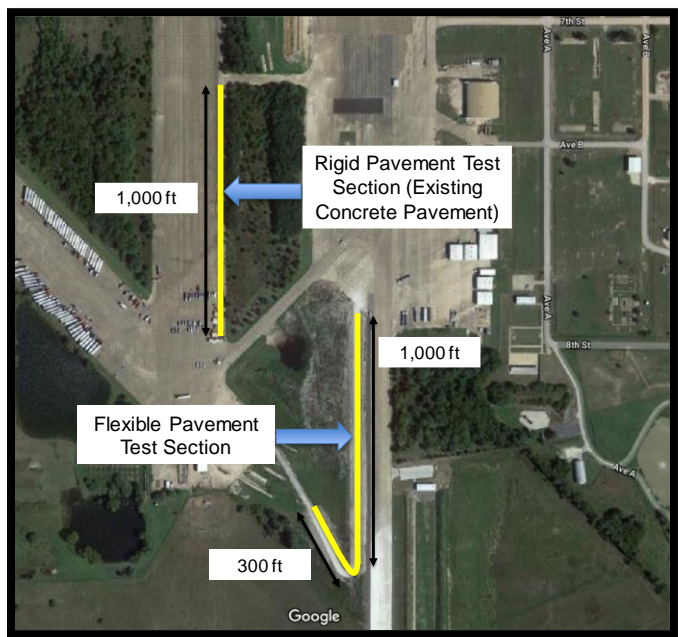 7th St
Ave A
Ave B
Ave B
Rigid Pavement Test
Section (Existing
Concrete Pavement)
1,000 ft
Ave A
1,000 ft
8th St
Flexible Pavement
Test Section
Ave A
300 ft
Google